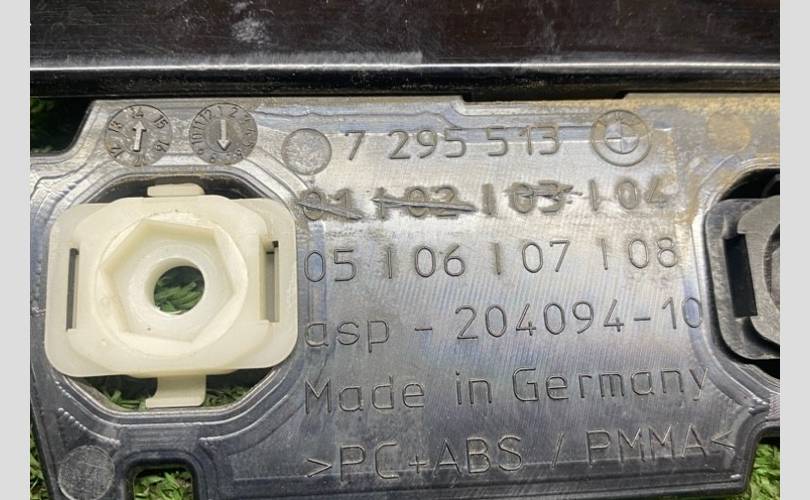 7 295 513
01 | 02 | 03 | 04
05 | 06 | 07 | 08
asp - 204094-10
Made in Germany
>PC+ABS / PMMA<